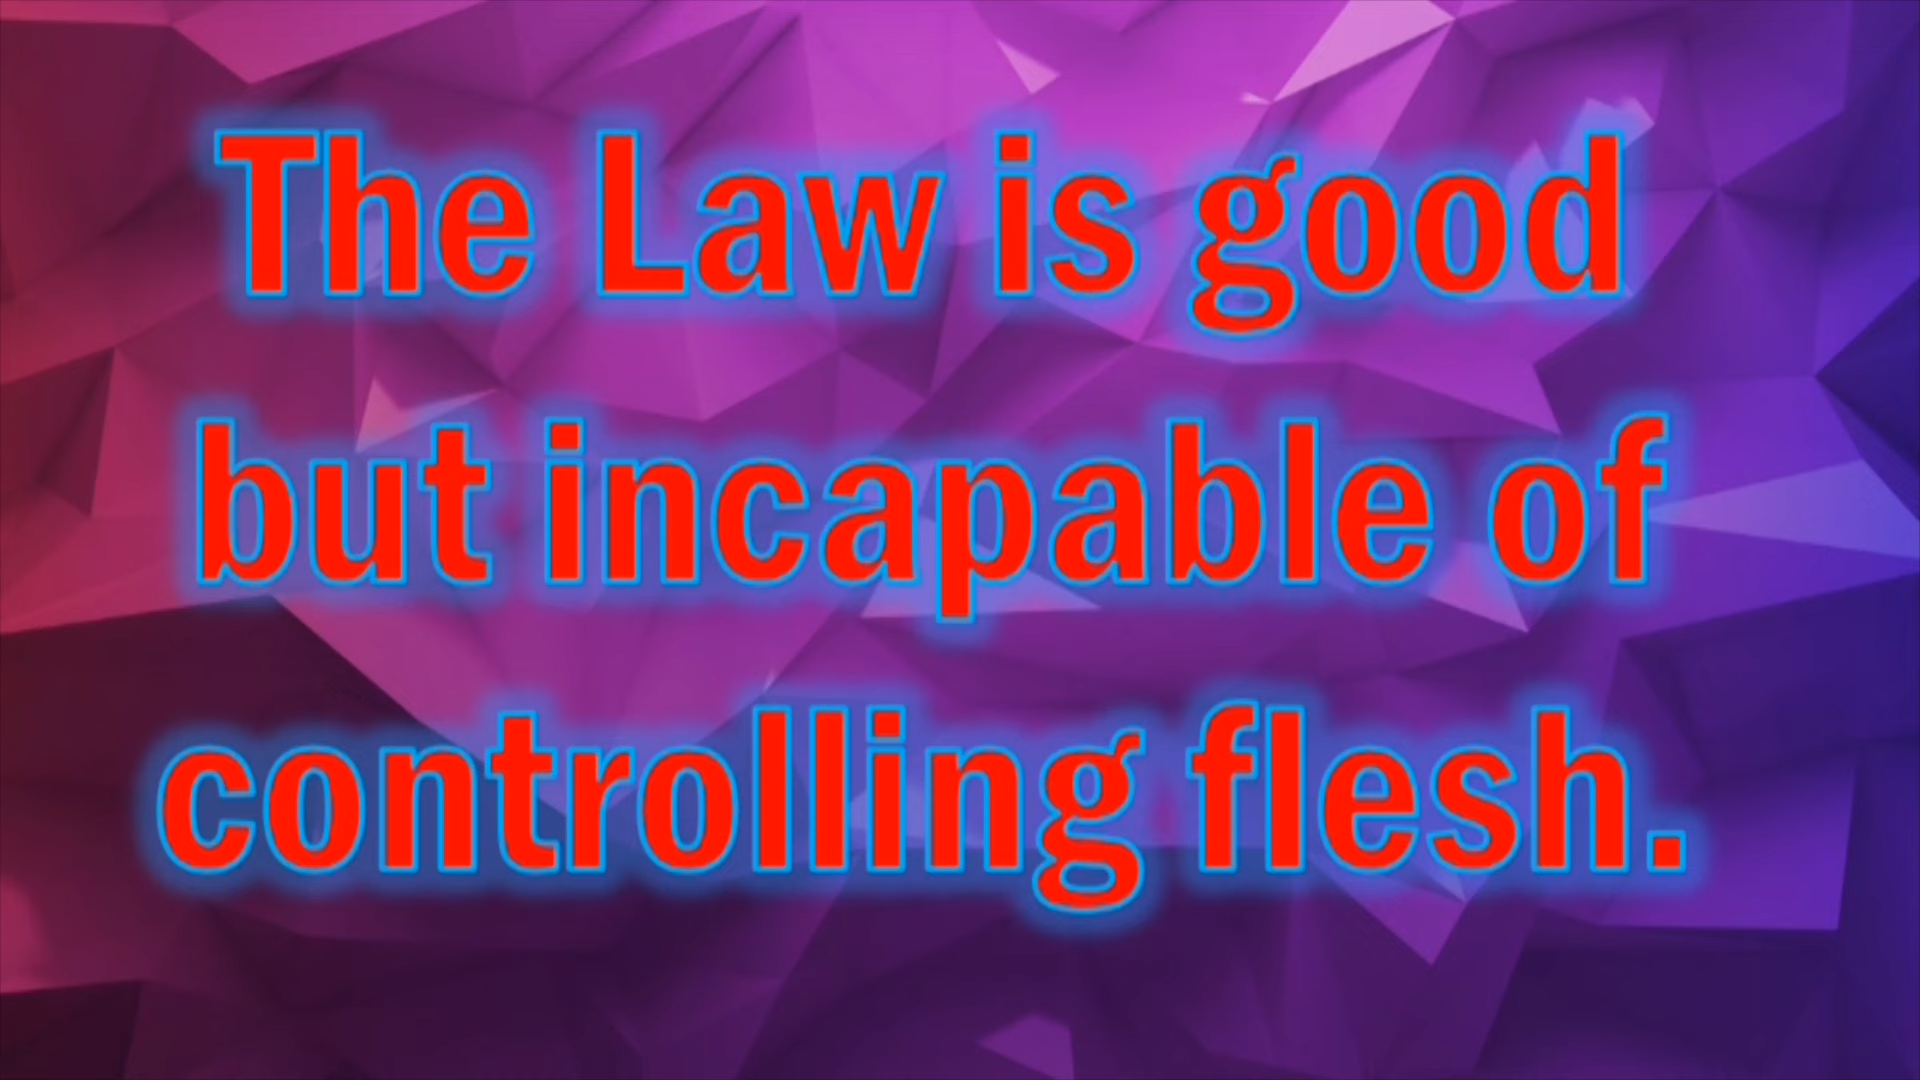 The Law is good
but incapable of
controlling flesh.